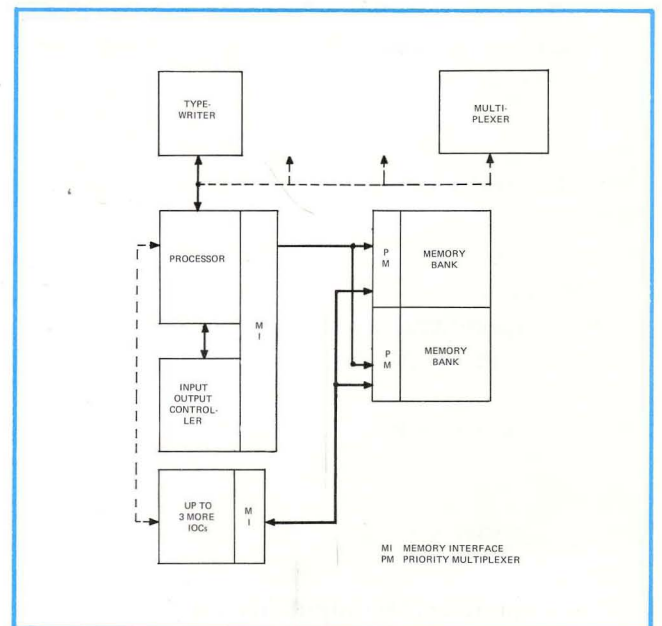 TYPE-
WRITER
MULTI-
PLEXER
PROCESSOR
M
I
P
M
MEMORY
BANK
P
M
MEMORY
BANK
INPUT
OUTPUT
CONTROL-
LER
UP TO
3 MORE
IOCs
M
I
MI MEMORY INTERFACE
PM PRIORITY MULTIPLEXER